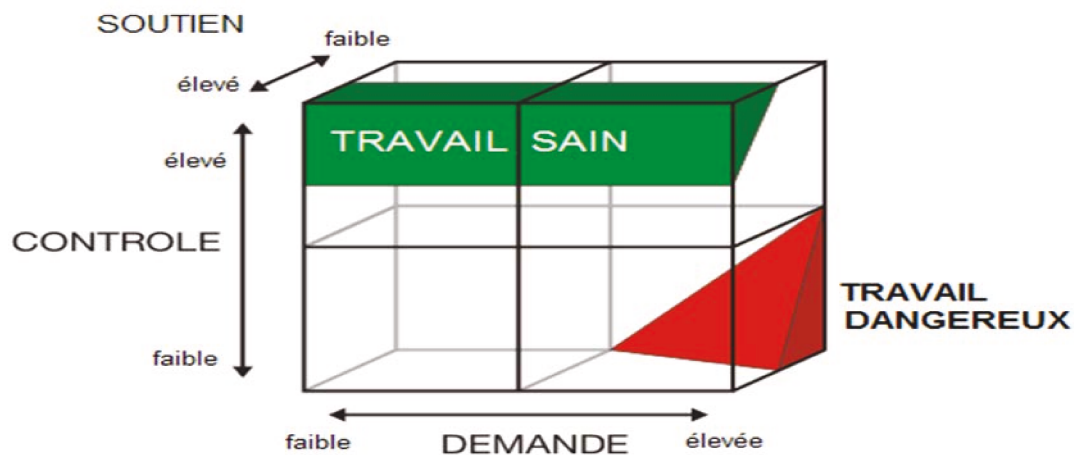 SOUTIEN
faible
élevé
élevé
TRAVAIL SAIN
CONTROLE
TRAVAIL
DANGEREUX
faible
faible
DEMANDE
élevée